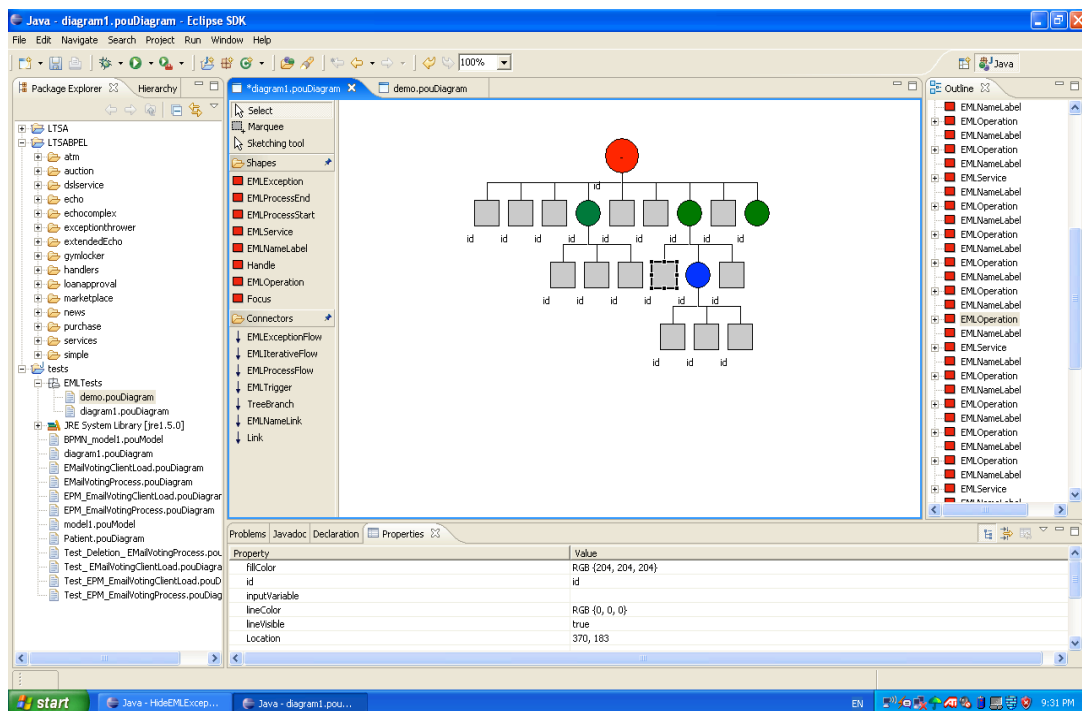 Java - diagram1.pouDiagram - Eclipse SDK
File Edit Navigate Search Project Run Window Help
100%
Java
Package Explorer
Hierarchy
*diagram1.pouDiagram
demo.pouDiagram
Outline
LTSA
LTSABPEL
atm
auction
dslservice
echo
echocomplex
exceptionthrower
extendedEcho
gymlocker
handlers
loanapproval
marketplace
news
purchase
services
simple
tests
EMLTests
demo.pouDiagram
diagram1.pouDiagram
JRE System Library [jre1.5.0]
BPMN_model1.pouModel
diagram1.pouDiagram
EMailVotingClientLoad.pouDiagram
EMailVotingProcess.pouDiagram
EPM_EmailVotingClientLoad.pouDiagrar
EPM_EmailVotingProcess.pouDiagram
model1.pouModel
Patient.pouDiagram
Test_Deletion_ EMailVotingProcess.pou
Test_ EMailVotingClientLoad.pouDiagra
Test_EPM_EmailVotingClientLoad.pouD
Test_EPM_EmailVotingProcess.pouDiag
Select
Marquee
Sketching tool
Shapes
EMLException
EMLProcessEnd
EMLProcessStart
EMLService
EMLNameLabel
Handle
EMLOperation
Focus
Connectors
EMLExceptionFlow
EMLIterativeFlow
EMLProcessFlow
EMLTrigger
TreeBranch
EMLNameLink
Link
id
id id id id id id id id
id id id id id id
id id id
EMLNameLabel
EMLOperation
EMLNameLabel
EMLOperation
EMLNameLabel
EMLService
EMLNameLabel
EMLOperation
EMLNameLabel
EMLOperation
EMLNameLabel
EMLOperation
EMLNameLabel
EMLOperation
EMLNameLabel
EMLOperation
EMLNameLabel
EMLService
EMLNameLabel
EMLOperation
EMLNameLabel
EMLOperation
EMLNameLabel
EMLOperation
EMLNameLabel
EMLService
EMLNameLabel
Problems Javadoc Declaration Properties
Property Value
fillColor RGB {204, 204, 204}
id id
inputVariable
lineColor RGB {0, 0, 0}
lineVisible true
Location 370, 183
start
Java - HideEMLExcep...
Java - diagram1.pou...
EN
9:31 PM